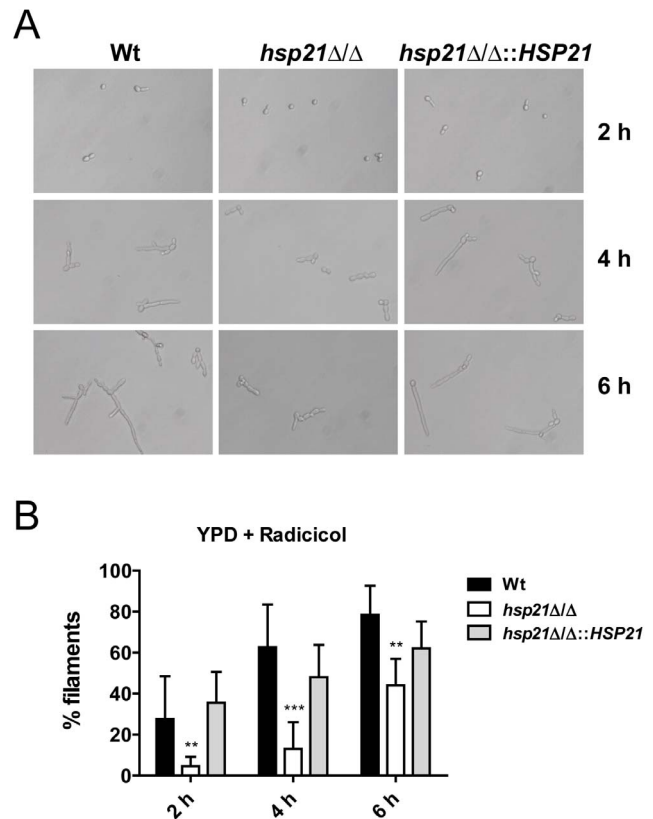 A
Wt hsp21Δ/Δ hsp21Δ/Δ::HSP21
2 h
4 h
6 h
B
YPD + Radicicol
% filaments
100
80
60
40
20
0
**
***
**
2 h 4 h 6 h
Wt
hsp21Δ/Δ
hsp21Δ/Δ::HSP21